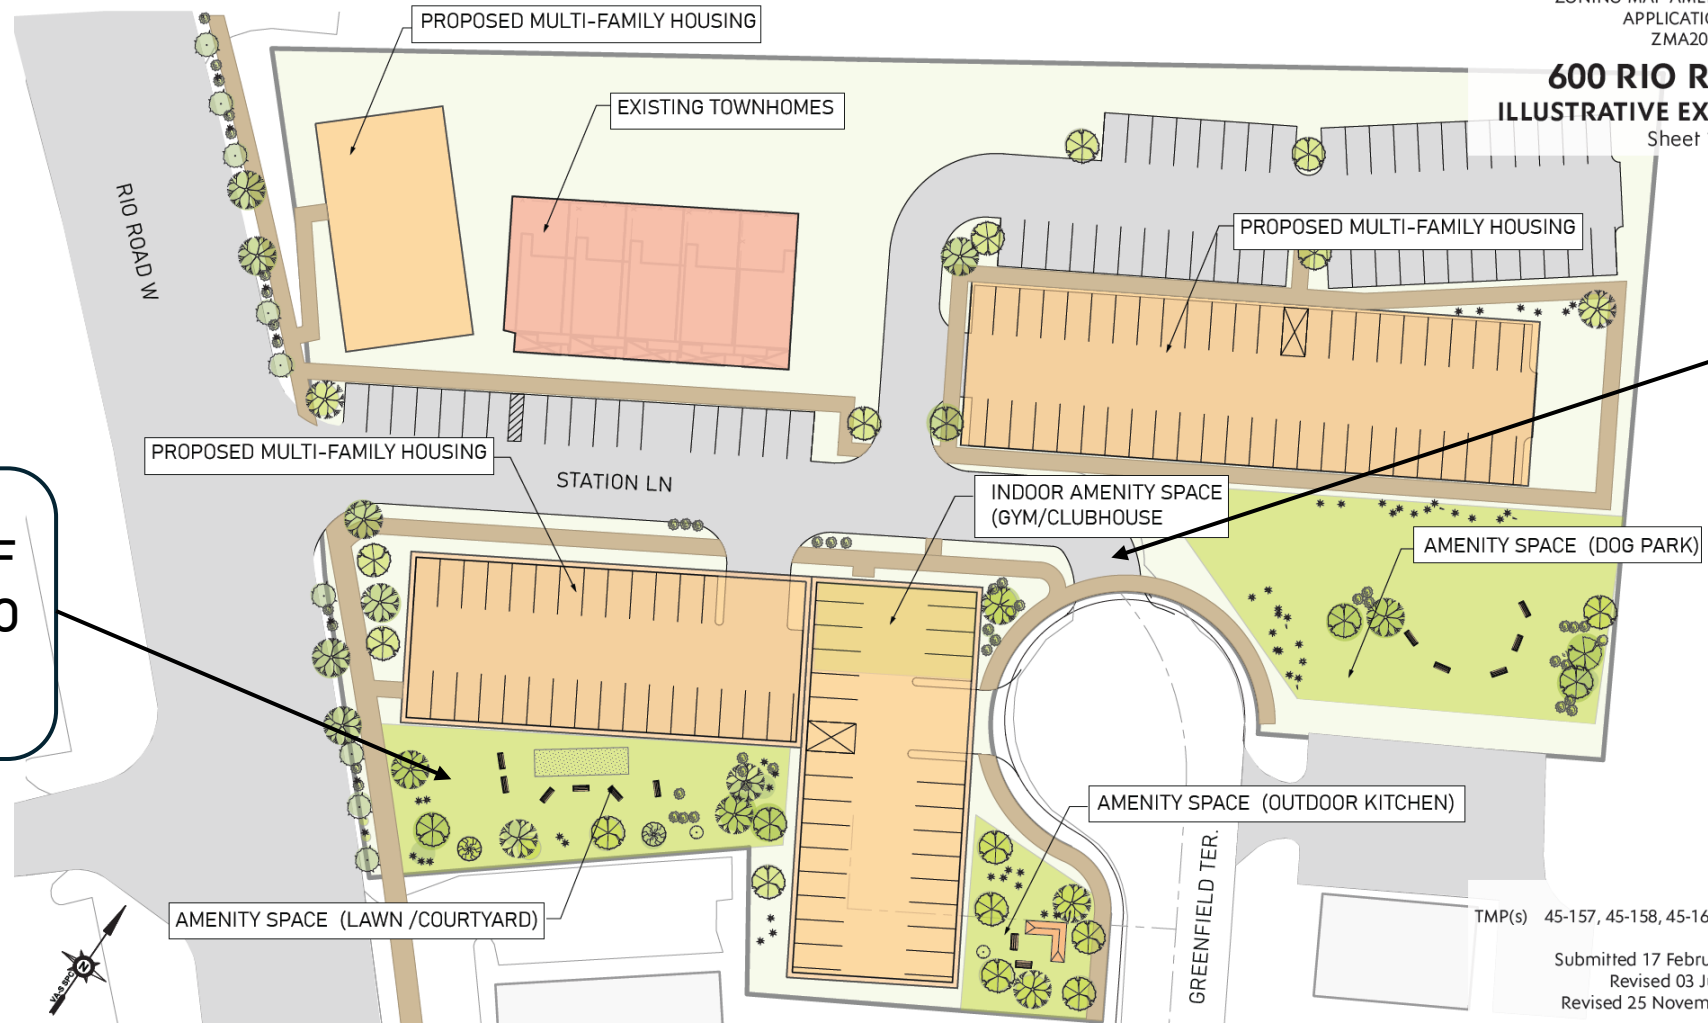 PROPOSED MULTI-FAMILY HOUSING
EXISTING TOWNHOMES
APPLICATIO
ZMA20
600 RIO R
ILLUSTRATIVE EX
Sheet
RIO ROAD W
PROPOSED MULTI-FAMILY HOUSING
PROPOSED MULTI-FAMILY HOUSING
STATION LN
INDOOR AMENITY SPACE
(GYM/CLUBHOUSE
AMENITY SPACE (DOG PARK)
AMENITY SPACE (OUTDOOR KITCHEN)
GREENFIELD TER.
AMENITY SPACE (LAWN /COURTYARD)
N
VA-S SPC
TMP(s) 45-157, 45-158, 45-16
Submitted 17 Febru
Revised 03 J
Revised 25 Novem